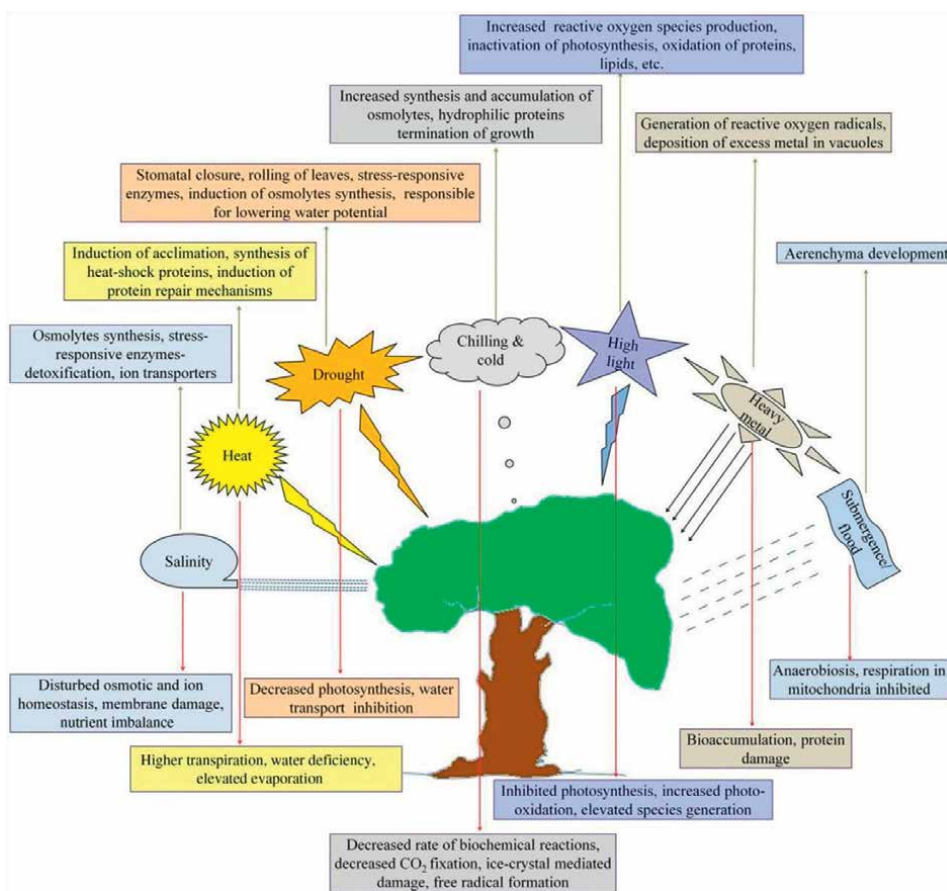 Increased reactive oxygen species production,
inactivation of photosynthesis, oxidation of proteins,
lipids, etc.
Increased synthesis and accumulation of
osmolytes, hydrophilic proteins
termination of growth
Generation of reactive oxygen radicals,
deposition of excess metal in vacuoles
Stomatal closure, rolling of leaves, stress-responsive
enzymes, induction of osmolytes synthesis, responsible
for lowering water potential
Induction of acclimation, synthesis of
heat-shock proteins, induction of
protein repair mechanisms
Aerenchyma development
Osmolytes synthesis, stress-
responsive enzymes-
detoxification, ion transporters
Chilling &
cold
High
light
Drought
Heavy
metal
Heat
Submergence/
flood
Salinity
Disturbed osmotic and ion
homeostasis, membrane damage,
nutrient imbalance
Decreased photosynthesis, water
transport inhibition
Anaerobiosis, respiration in
mitochondria inhibited
Higher transpiration, water deficiency,
elevated evaporation
Bioaccumulation, protein
damage
Inhibited photosynthesis, increased photo-
oxidation, elevated species generation
Decreased rate of biochemical reactions,
decreased CO₂ fixation, ice-crystal mediated
damage, free radical formation